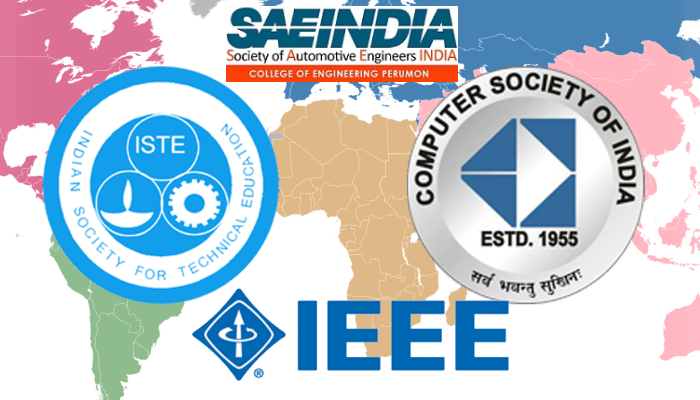 SAEINDIA
Society of Automotive Engineers INDIA
COLLEGE OF ENGINEERING PERUMON
ISTE
INDIAN SOCIETY FOR TECHNICAL EDUCATION
COMPUTER SOCIETY OF INDIA
ESTD. 1955
सर्वे भवन्तु सुखिनः
IEEE
®